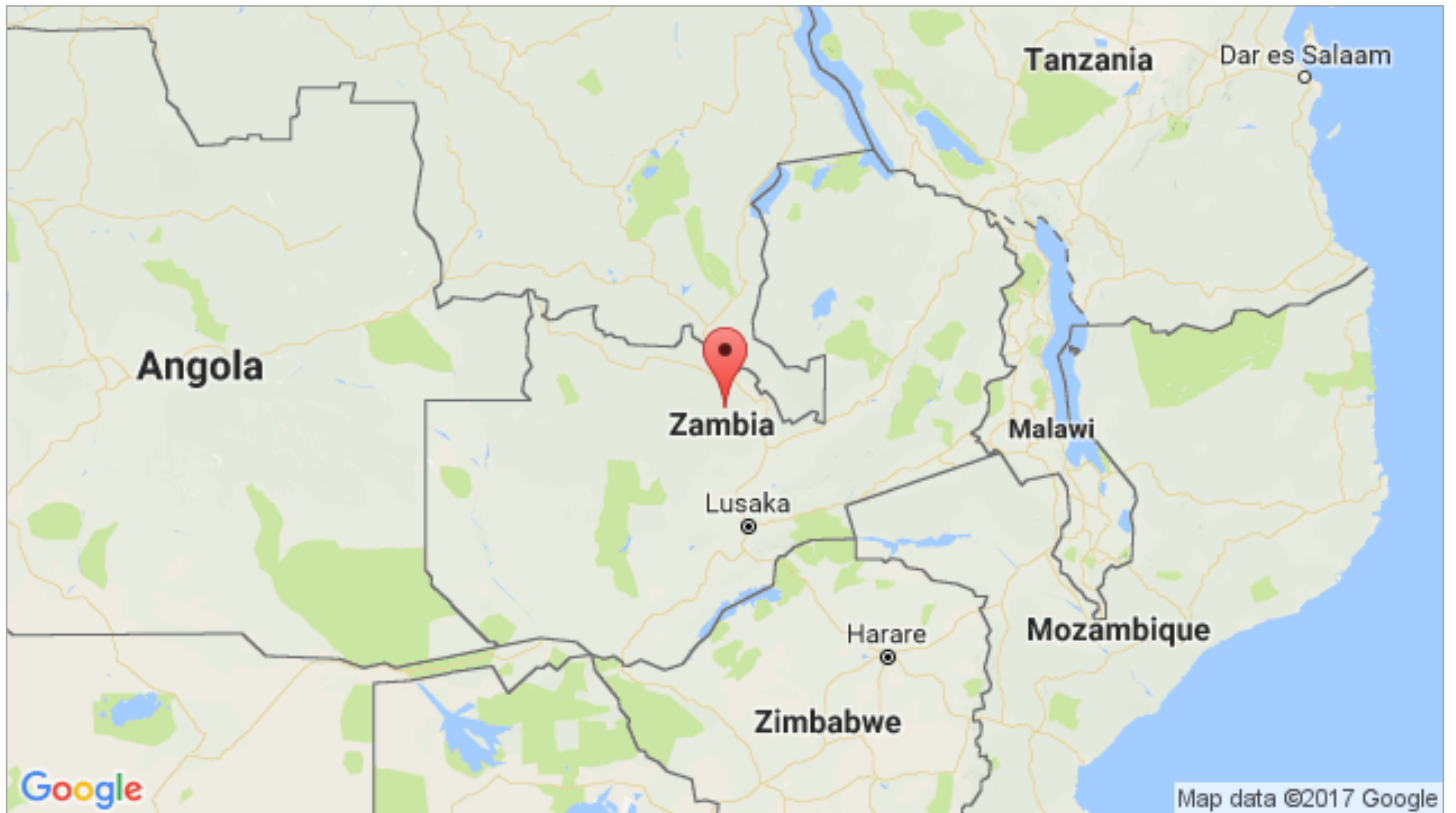 Tanzania
Dar es Salaam
Angola
Zambia
Malawi
Lusaka
Harare
Mozambique
Zimbabwe
Google
Map data ©2017 Google